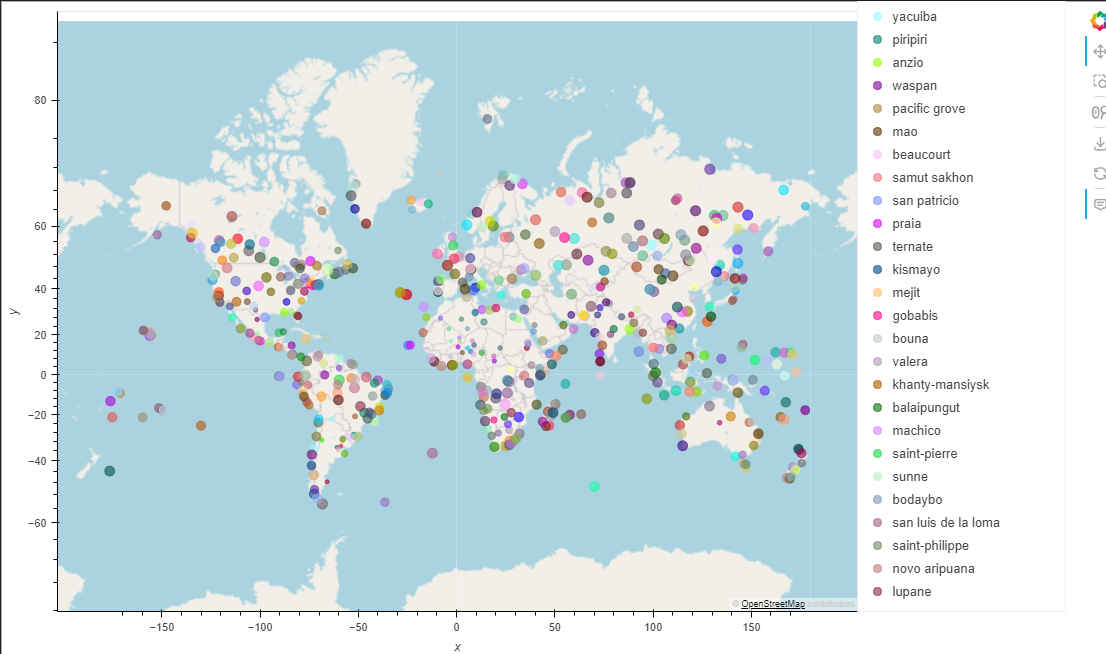 80
60
40
20
0
−20
−40
−60
y
−150
−100
−50
0
50
100
150
x
© OpenStreetMap contributors
yacuiba
piripiri
anzio
waspan
pacific grove
mao
beaucourt
samut sakhon
san patricio
praia
ternate
kismayo
mejit
gobabis
bouna
valera
khanty-mansiysk
balaipungut
machico
saint-pierre
sunne
bodaybo
san luis de la loma
saint-philippe
novo aripuana
lupane